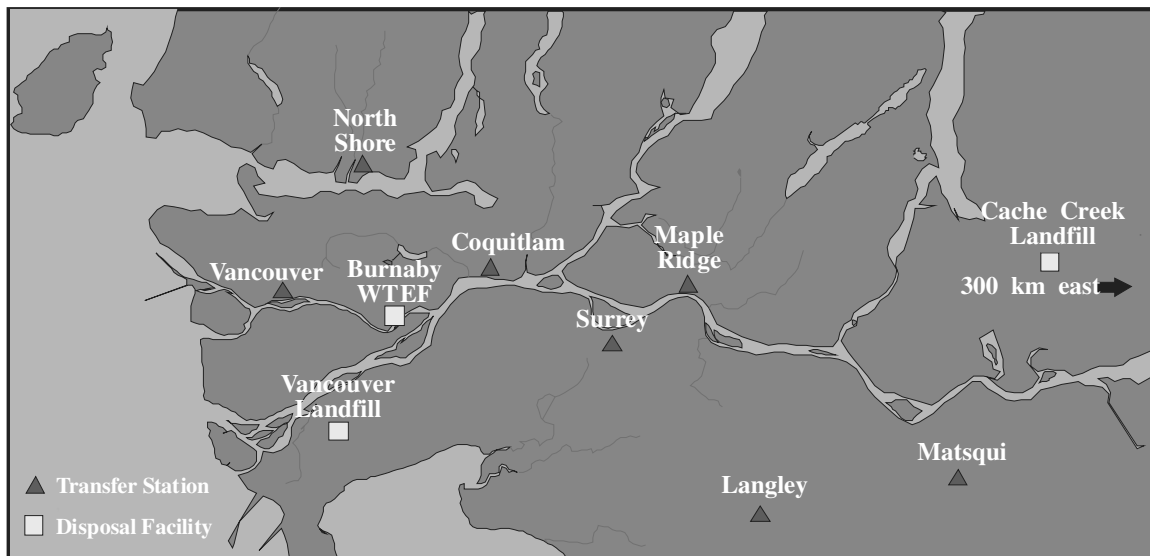 North
Shore
Coquitlam
Maple
Ridge
Cache Creek
Landfill
300 km east
Vancouver
Burnaby
WTEF
Surrey
Vancouver
Landfill
Matsqui
Langley
Transfer Station
Disposal Facility